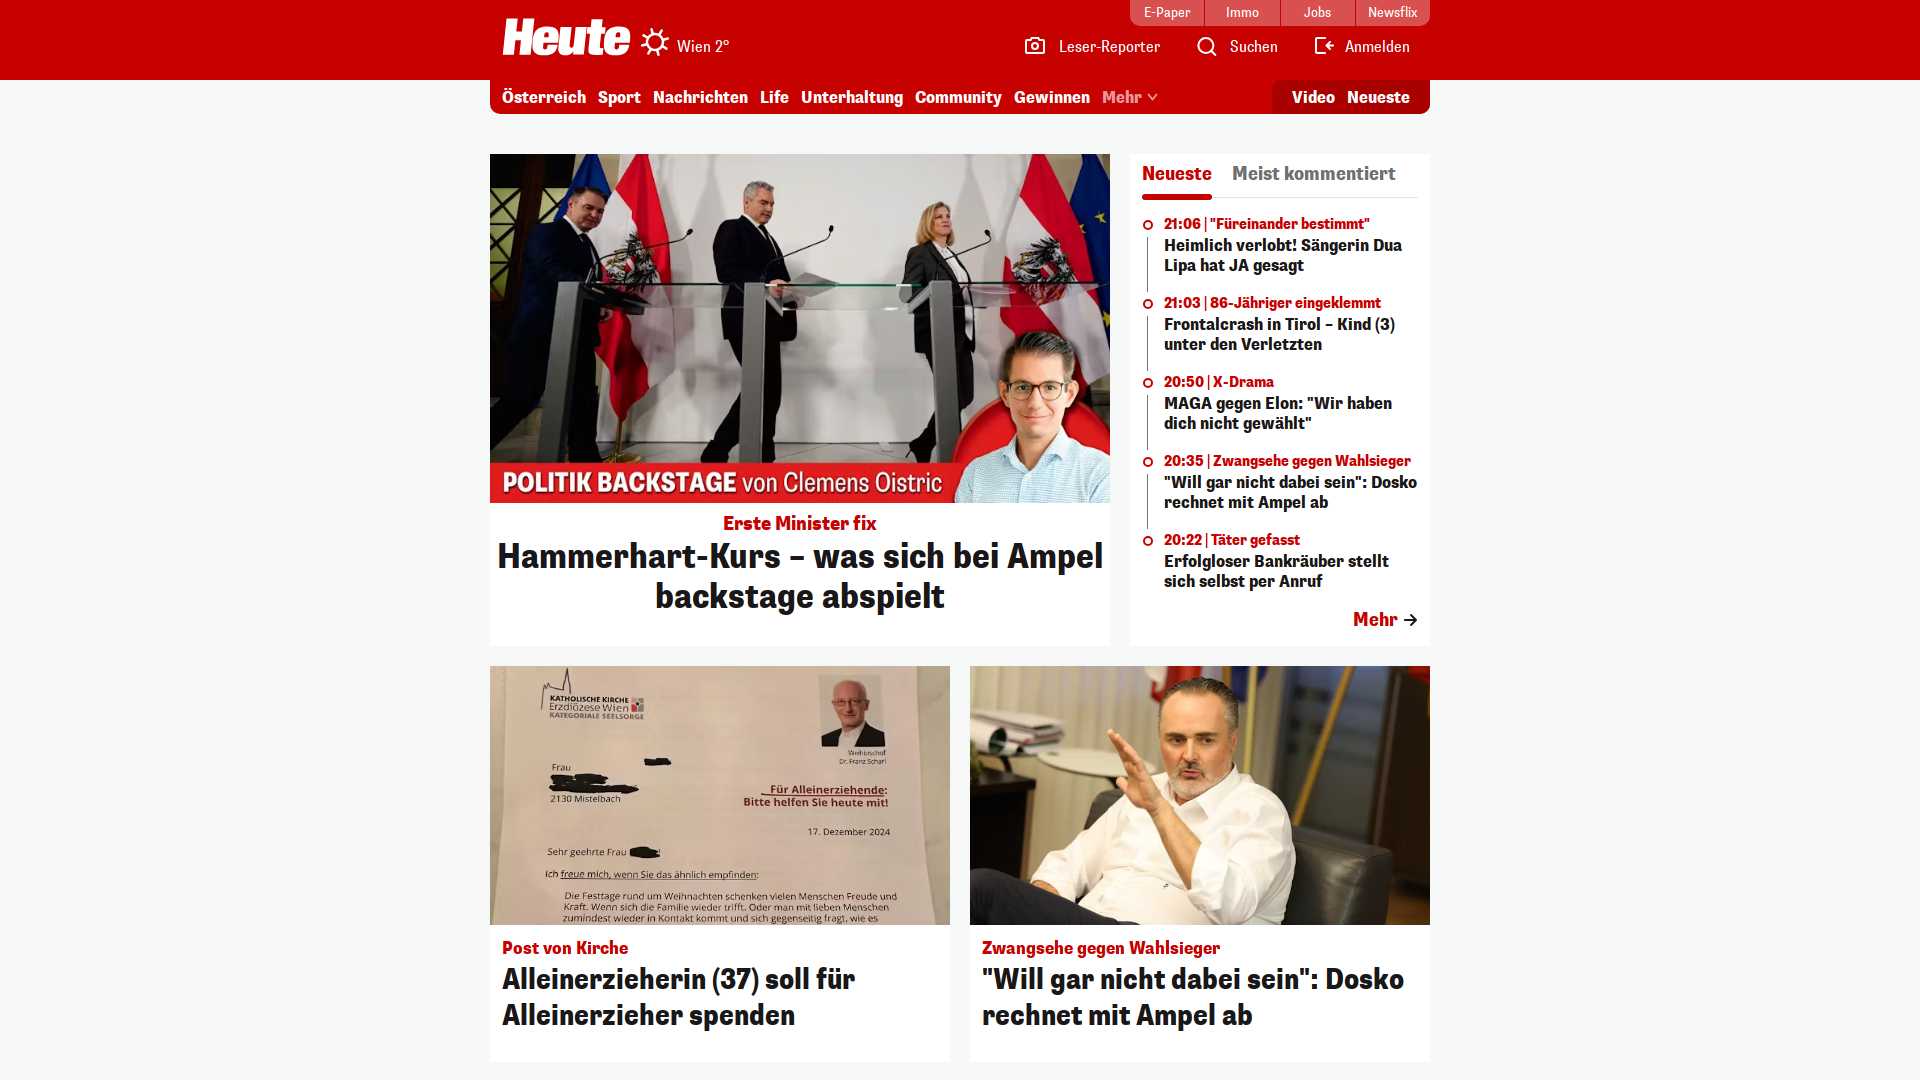 E-Paper
Immo
Jobs
Newsflix
Heute
Wien 2°
Leser-Reporter
Suchen
Anmelden
Österreich
Sport
Nachrichten
Life
Unterhaltung
Community
Gewinnen
Mehr
Video
Neueste
POLITIK BACKSTAGE von Clemens Oistric
Erste Minister fix
Hammerhart-Kurs – was sich bei Ampel
backstage abspielt
Neueste
Meist kommentiert
21:06 | "Füreinander bestimmt"
Heimlich verlobt! Sängerin Dua
Lipa hat JA gesagt
21:03 | 86-Jähriger eingeklemmt
Frontalcrash in Tirol – Kind (3)
unter den Verletzten
20:50 | X-Drama
MAGA gegen Elon: "Wir haben
dich nicht gewählt"
20:35 | Zwangsehe gegen Wahlsieger
"Will gar nicht dabei sein": Dosko
rechnet mit Ampel ab
20:22 | Täter gefasst
Erfolgloser Bankräuber stellt
sich selbst per Anruf
Mehr
KATHOLISCHE KIRCHE
Erzdiözese Wien
KATEGORIALE SEELSORGE
Weihbischof
Dr. Franz Scharl
Frau
2130 Mistelbach
Für Alleinerziehende:
Bitte helfen Sie heute mit!
17. Dezember 2024
Sehr geehrte Frau !
Ich freue mich, wenn Sie das ähnlich empfinden:
Die Festtage rund um Weihnachten schenken vielen Menschen Freude und
Kraft. Wenn sich die Familie wieder trifft. Oder man mit lieben Menschen
zumindest wieder in Kontakt kommt und sich gegenseitig fragt, wie es
Post von Kirche
Alleinerzieherin (37) soll für
Alleinerzieher spenden
Zwangsehe gegen Wahlsieger
"Will gar nicht dabei sein": Dosko
rechnet mit Ampel ab